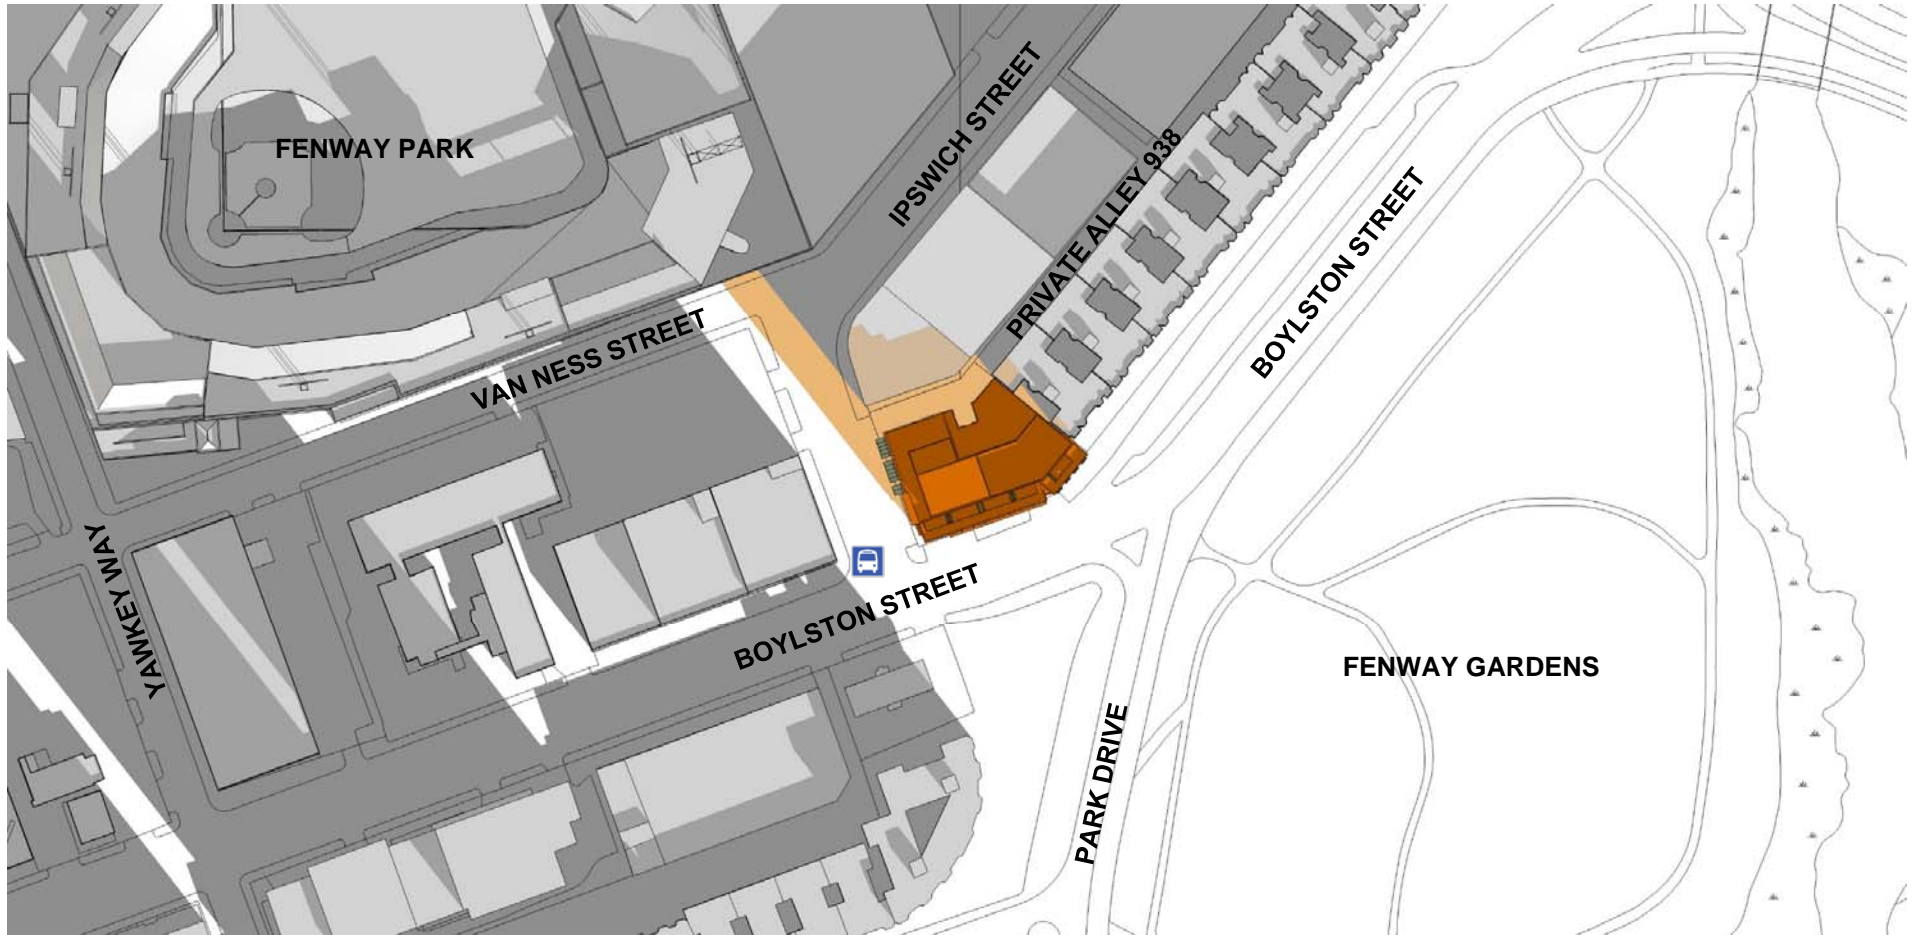 FENWAY PARK
IPSWICH STREET
PRIVATE ALLEY 938
BOYLSTON STREET
VAN NESS STREET
YAWKEY WAY
BOYLSTON STREET
FENWAY GARDENS
PARK DRIVE